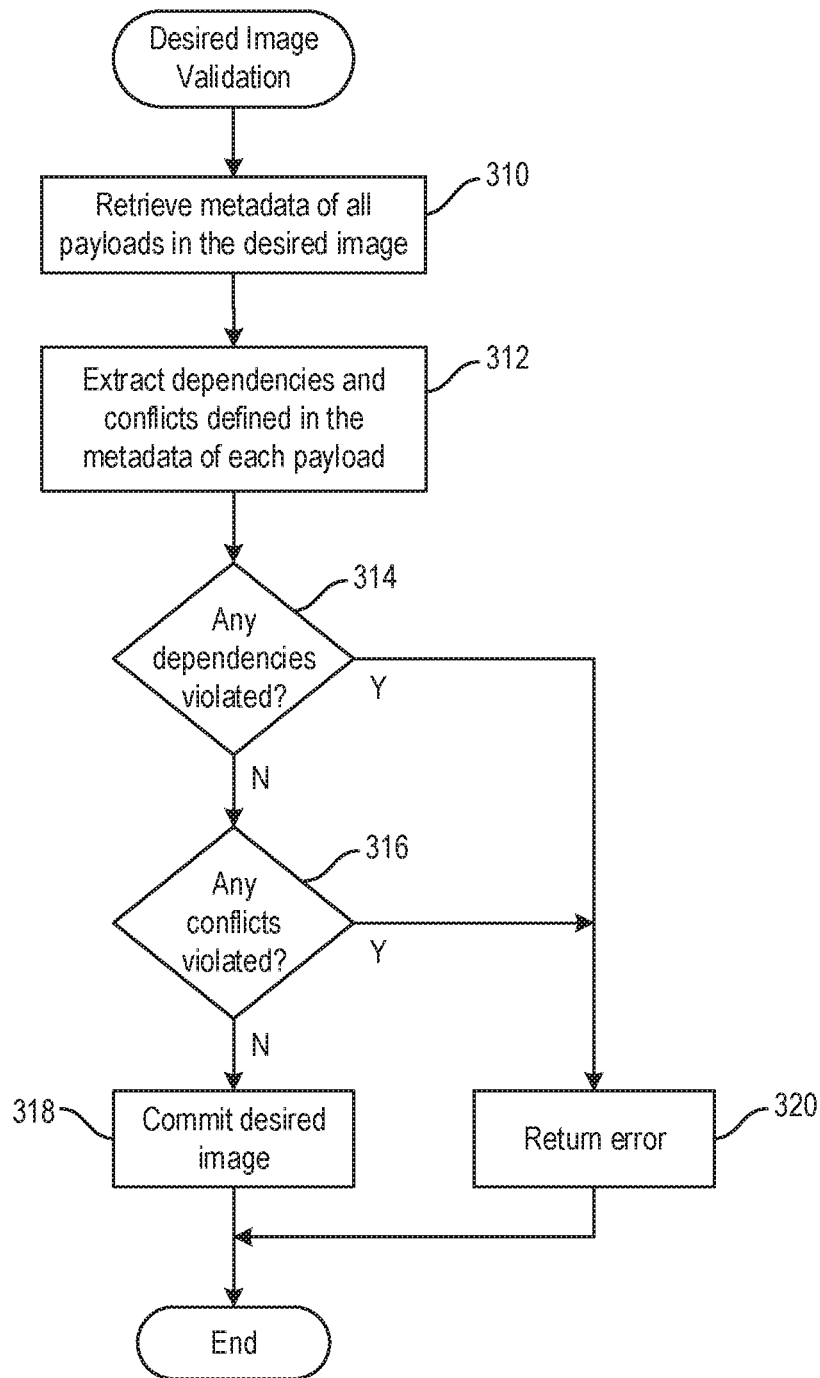 Desired Image
Validation
310
Retrieve metadata of all
payloads in the desired image
312
Extract dependencies and
conflicts defined in the
metadata of each payload
314
Any
dependencies
violated?
Y
N
316
Any
conflicts
violated?
Y
N
318
Commit desired
image
320
Return error
End